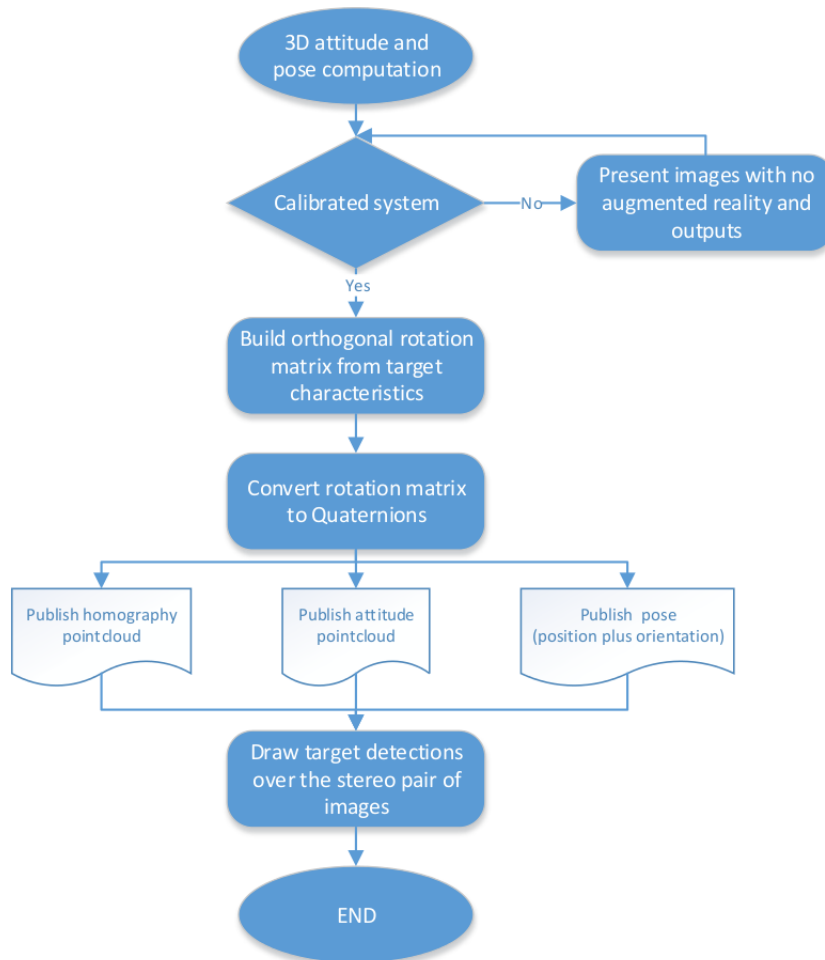 3D attitude and
pose computation
Calibrated system
No
Present images with no
augmented reality and
outputs
Yes
Build orthogonal rotation
matrix from target
characteristics
Convert rotation matrix
to Quaternions
Publish homography
pointcloud
Publish attitude
pointcloud
Publish pose
(position plus orientation)
Draw target detections
over the stereo pair of
images
END